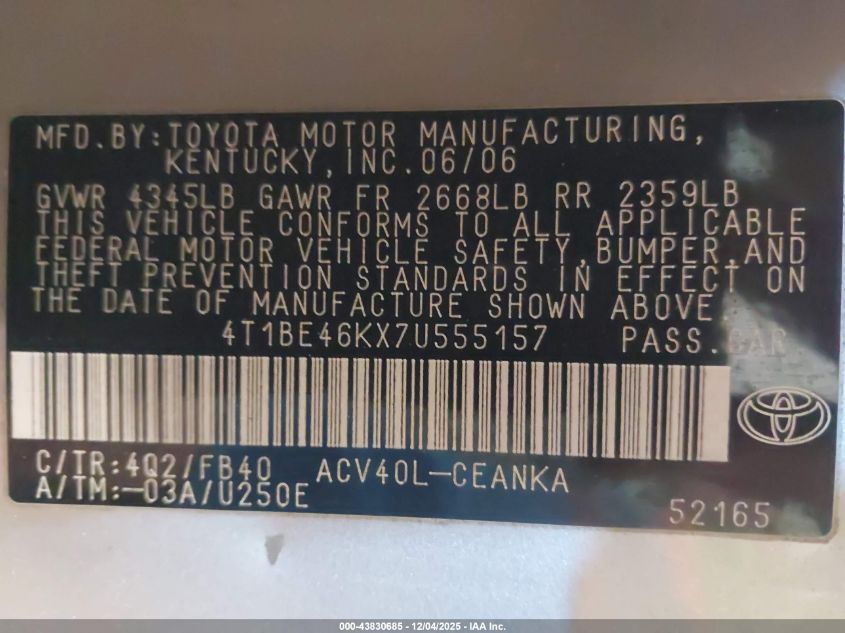 MFD.BY:TOYOTA MOTOR MANUFACTURING,
KENTUCKY,INC.06/06
GVWR 4345LB GAWR FR 2668LB RR 2359LB
THIS VEHICLE CONFORMS TO ALL APPLICABLE
FEDERAL MOTOR VEHICLE SAFETY,BUMPER,AND
THEFT PREVENTION STANDARDS IN EFFECT ON
THE DATE OF MANUFACTURE SHOWN ABOVE.
4T1BE46KX7U555157 PASS.CAR
C/TR:4Q2/FB40 ACV40L-CEANKA
A/TM:-03A/U250E
52165
000-43830685 - 12/04/2025 - IAA Inc.